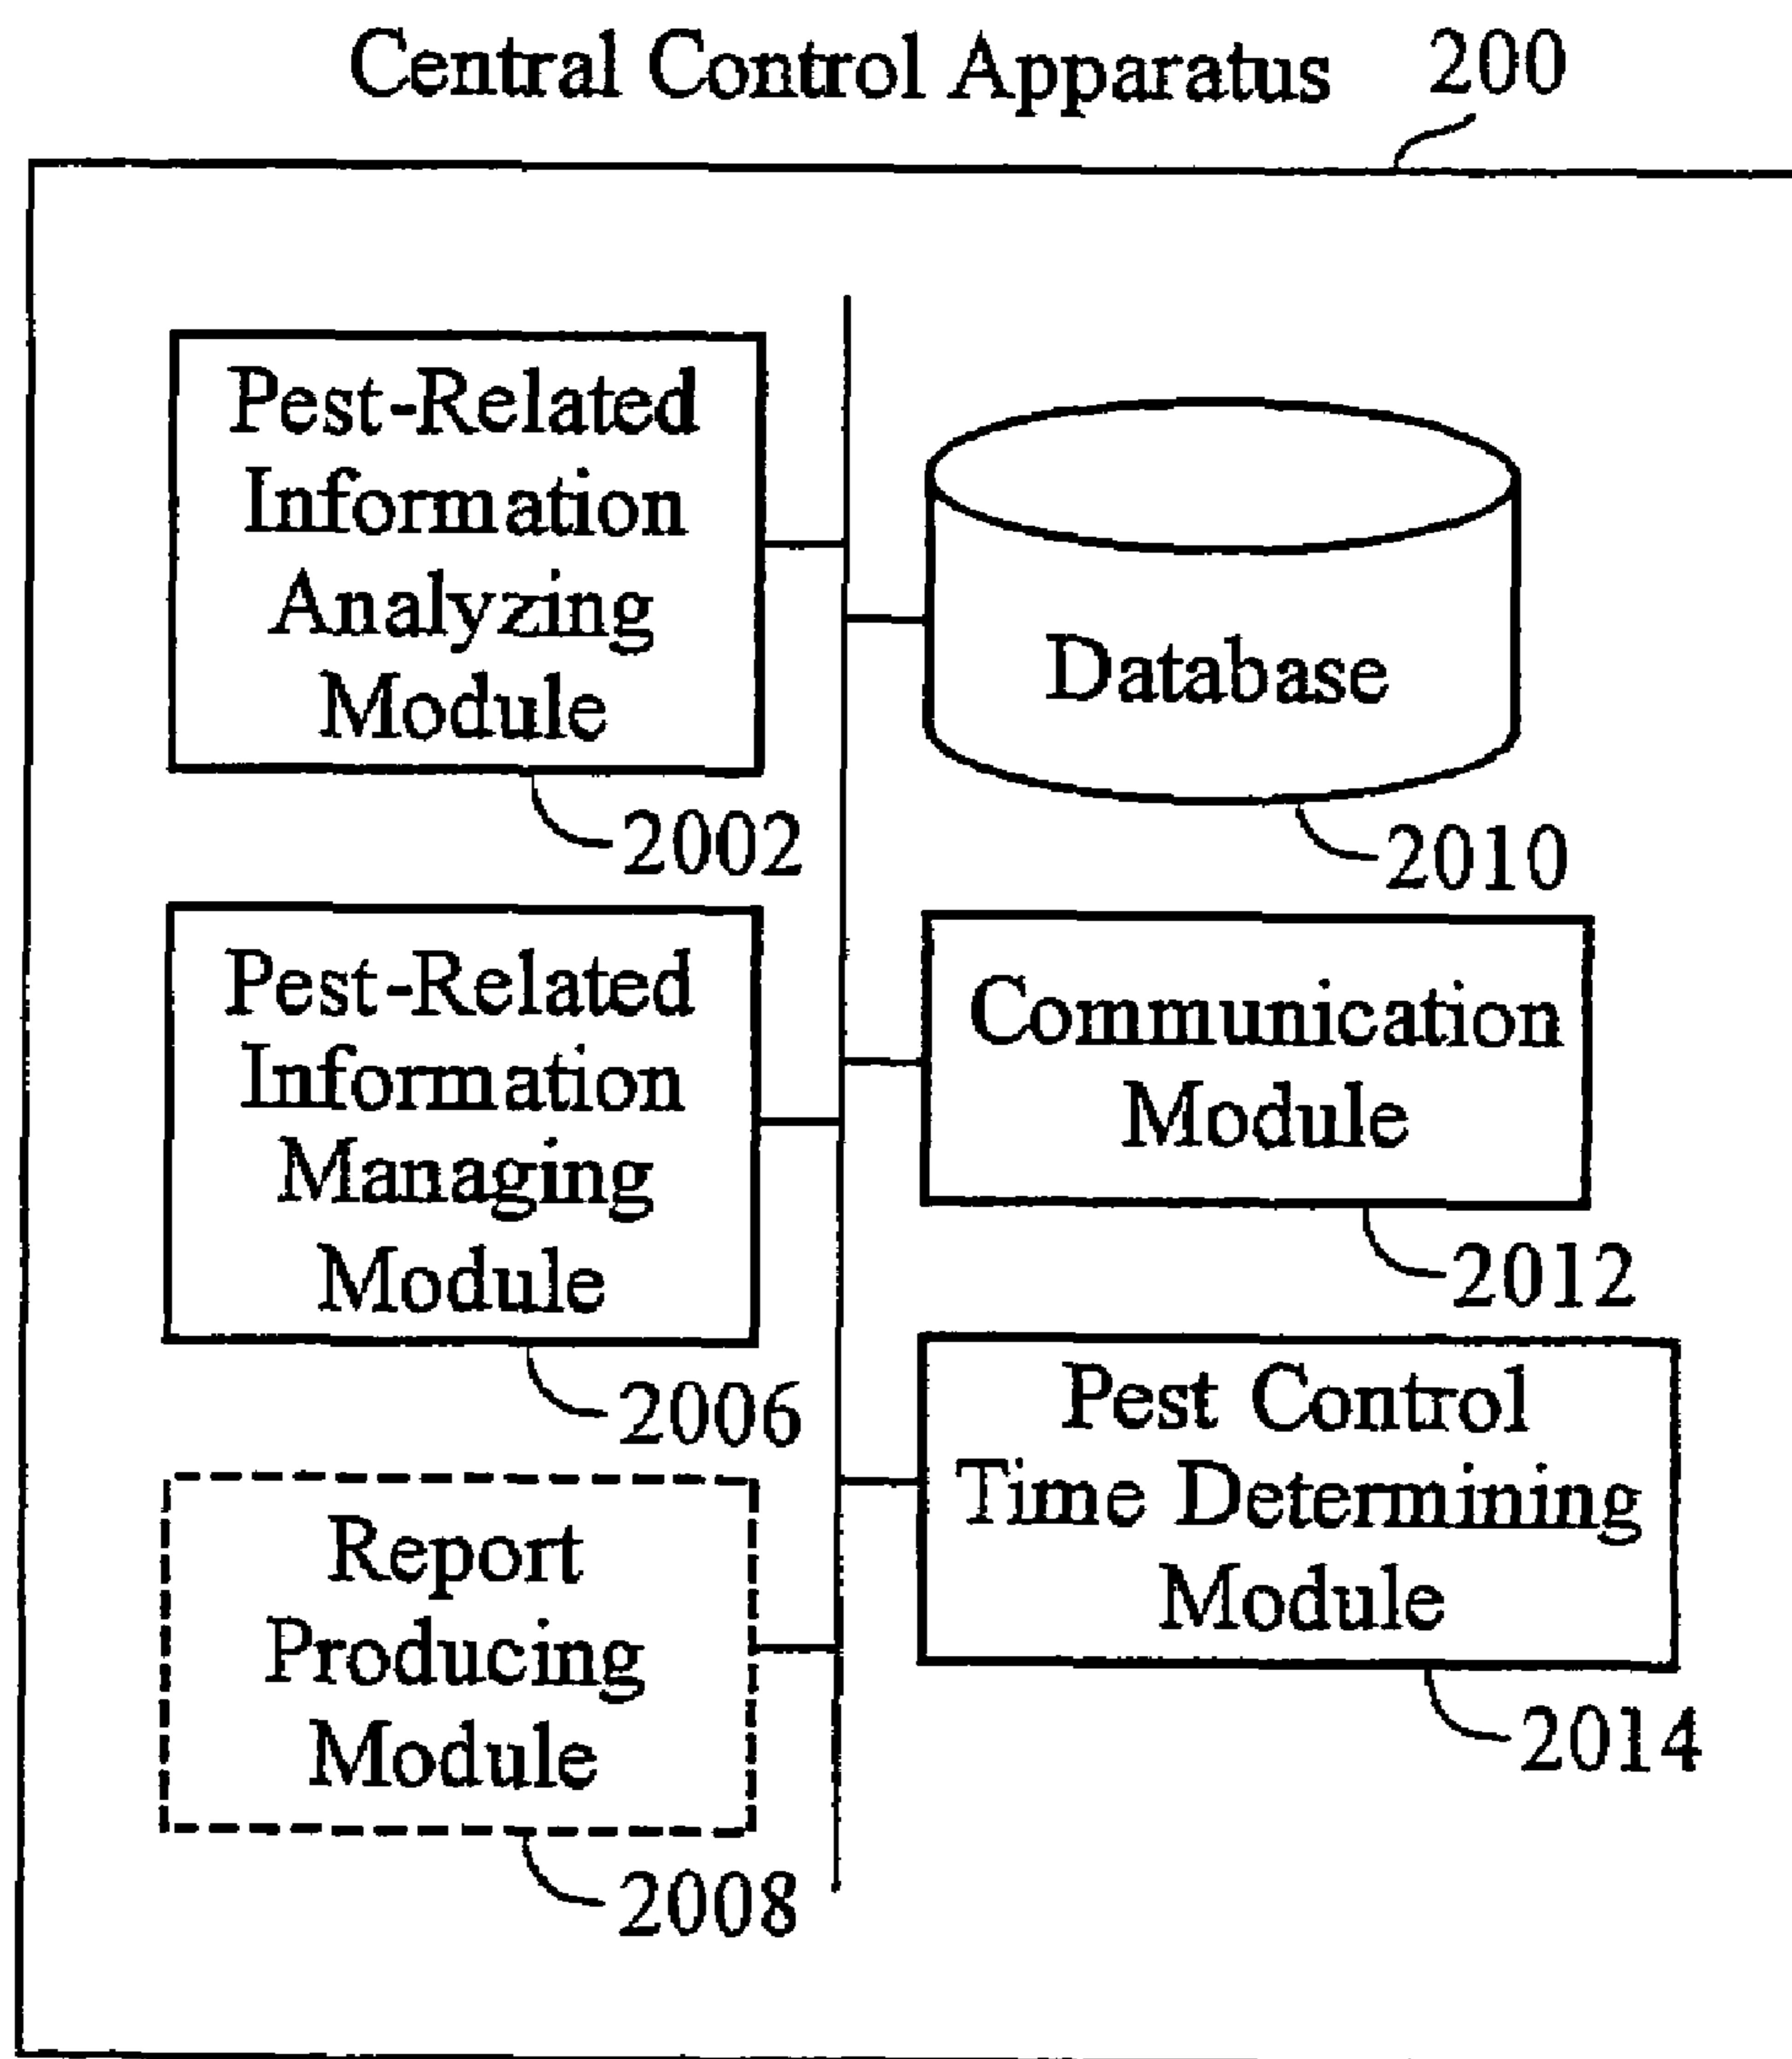 Central Control Apparatus 200
Pest-Related
Information
Analyzing
Module
2002
Database
2010
Pest-Related
Information
Managing
Module
2006
Communication
Module
2012
Report
Producing
Module
2008
Pest Control
Time Determining
Module
2014